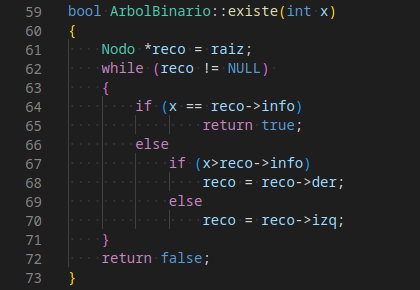 59 bool ArbolBinario::existe(int x)
60 {
61     Nodo *reco = raiz;
62     while (reco != NULL)
63     {
64         if (x == reco->info)
65                 return true;
66         else
67             if (x>reco->info)
68                 reco = reco->der;
69             else
70                 reco = reco->izq;
71     }
72     return false;
73 }